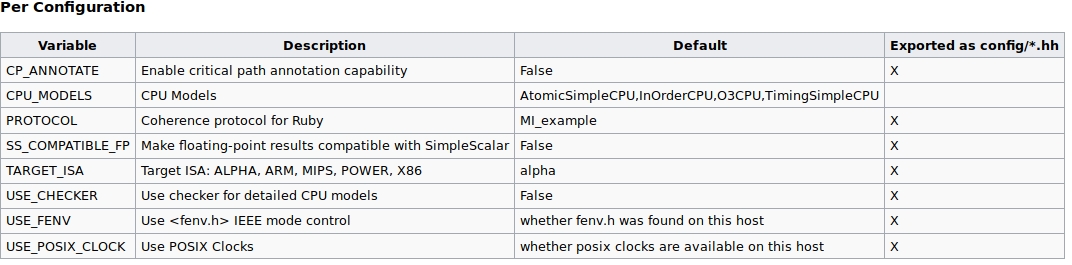 Per Configuration
Variable Description Default Exported as config/*.hh
CP_ANNOTATE Enable critical path annotation capability False X
CPU_MODELS CPU Models AtomicSimpleCPU,InOrderCPU,O3CPU,TimingSimpleCPU
PROTOCOL Coherence protocol for Ruby MI_example X
SS_COMPATIBLE_FP Make floating-point results compatible with SimpleScalar False X
TARGET_ISA Target ISA: ALPHA, ARM, MIPS, POWER, X86 alpha X
USE_CHECKER Use checker for detailed CPU models False X
USE_FENV Use <fenv.h> IEEE mode control whether fenv.h was found on this host X
USE_POSIX_CLOCK Use POSIX Clocks whether posix clocks are available on this host X